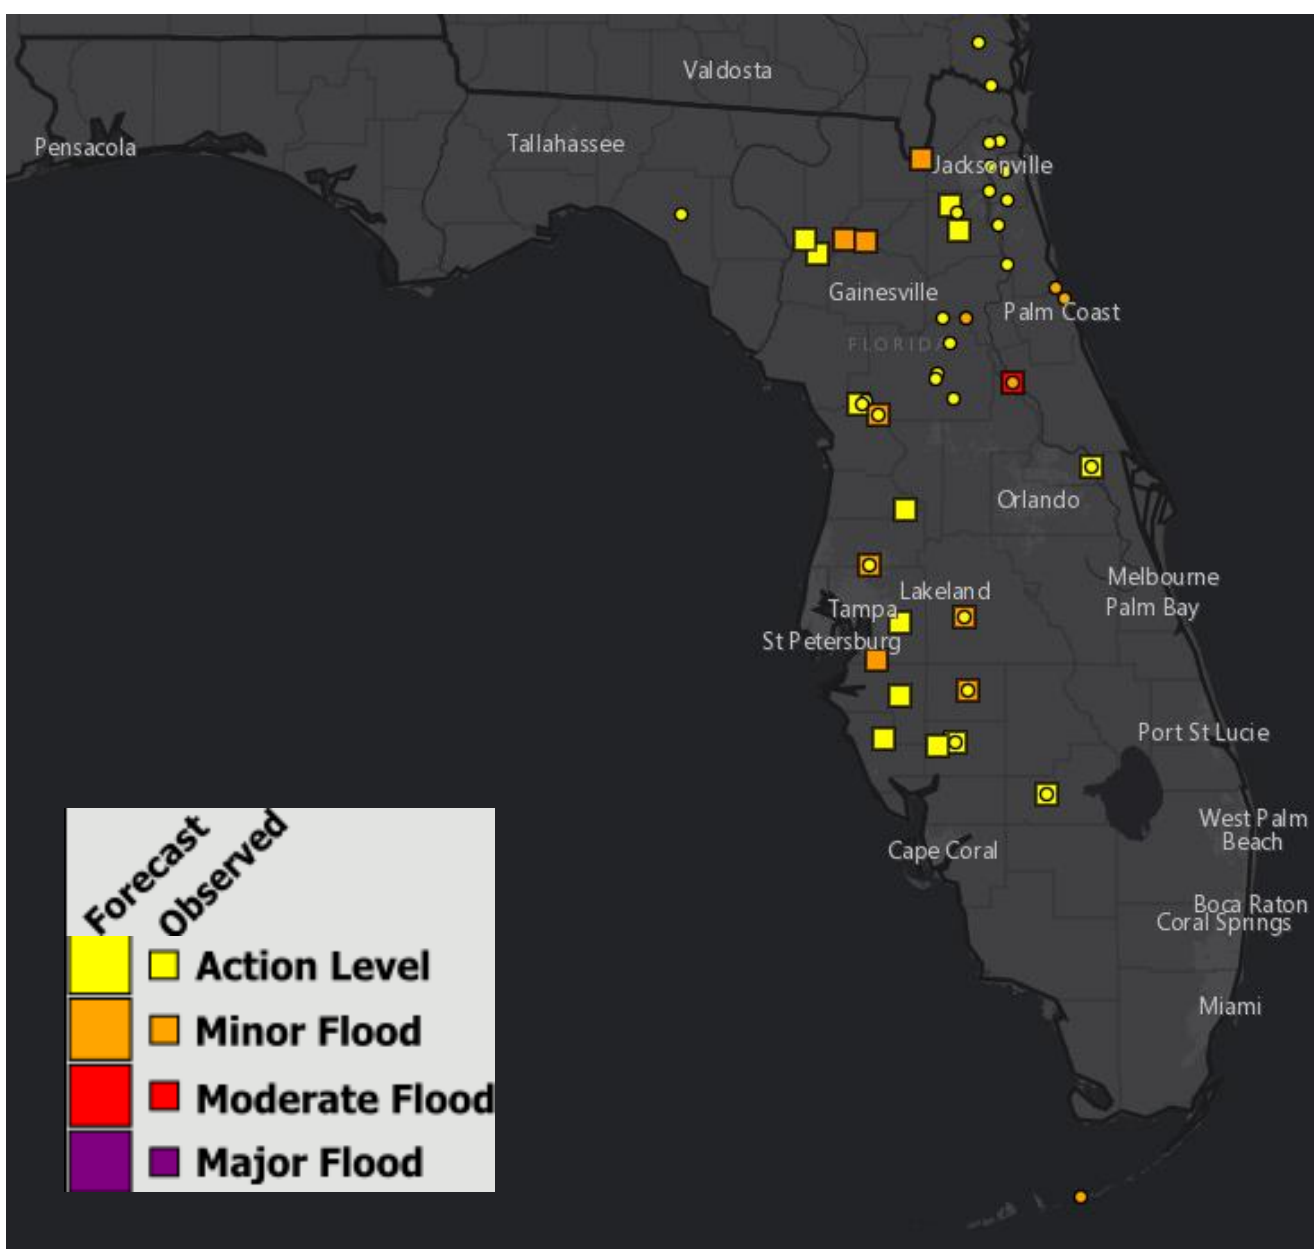 Valdosta
Pensacola
Tallahassee
Jacksonville
Gainesville
Palm Coast
FLORIDA
Orlando
Melbourne
Lakeland
Palm Bay
Tampa
St Petersburg
Port St Lucie
West Palm
Beach
Cape Coral
Boca Raton
Coral Springs
Miami
Forecast
Observed
Action Level
Minor Flood
Moderate Flood
Major Flood